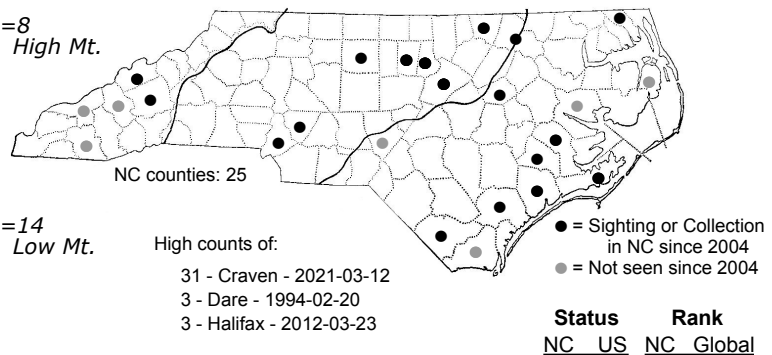 =8
High Mt.
NC counties: 25
=14
Low Mt.
High counts of:
31 - Craven - 2021-03-12
3 - Dare - 1994-02-20
3 - Halifax - 2012-03-23
● = Sighting or Collection
in NC since 2004
● = Not seen since 2004
Status Rank
NC US NC Global